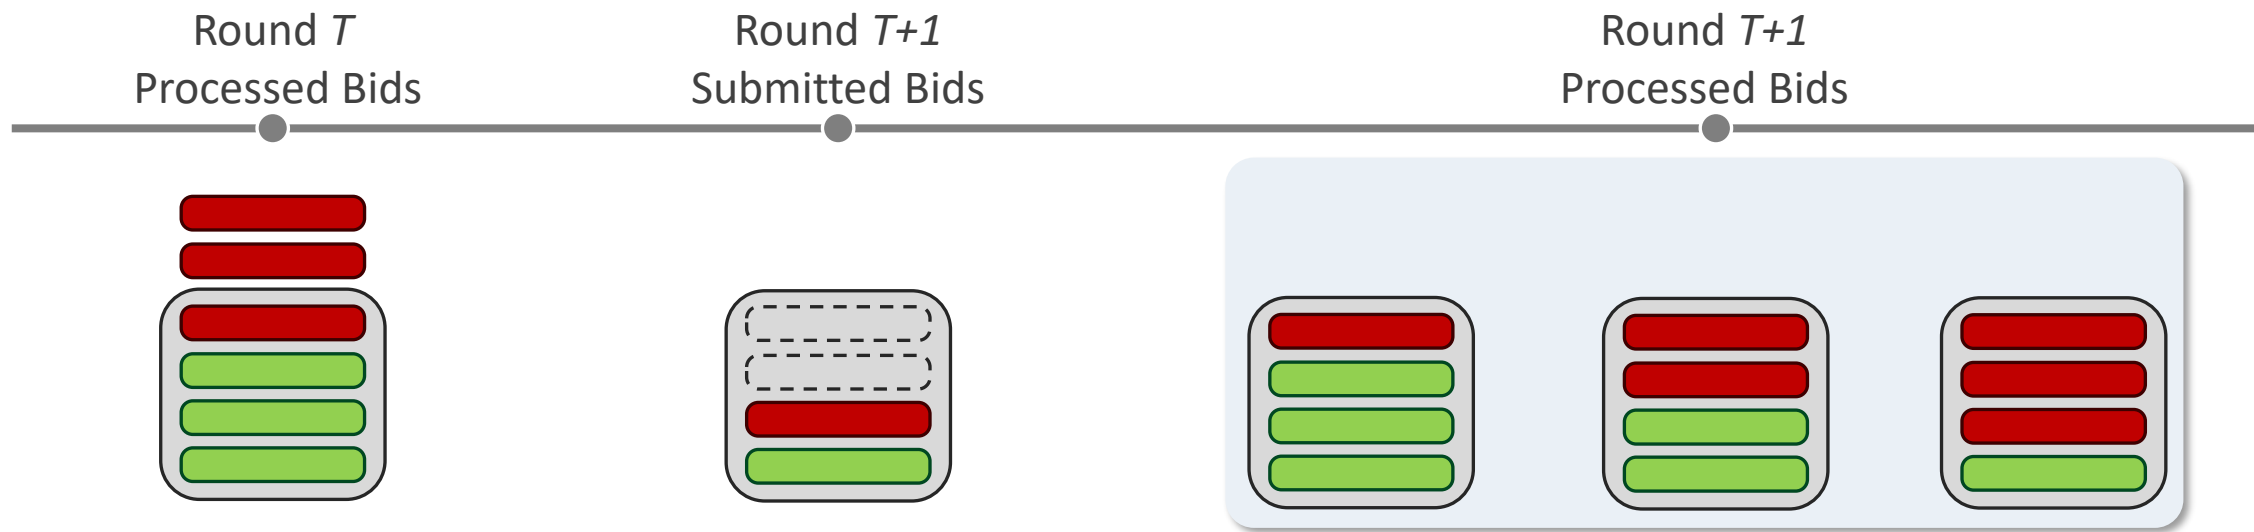 Round T
Processed Bids
Round T+1
Submitted Bids
Round T+1
Processed Bids